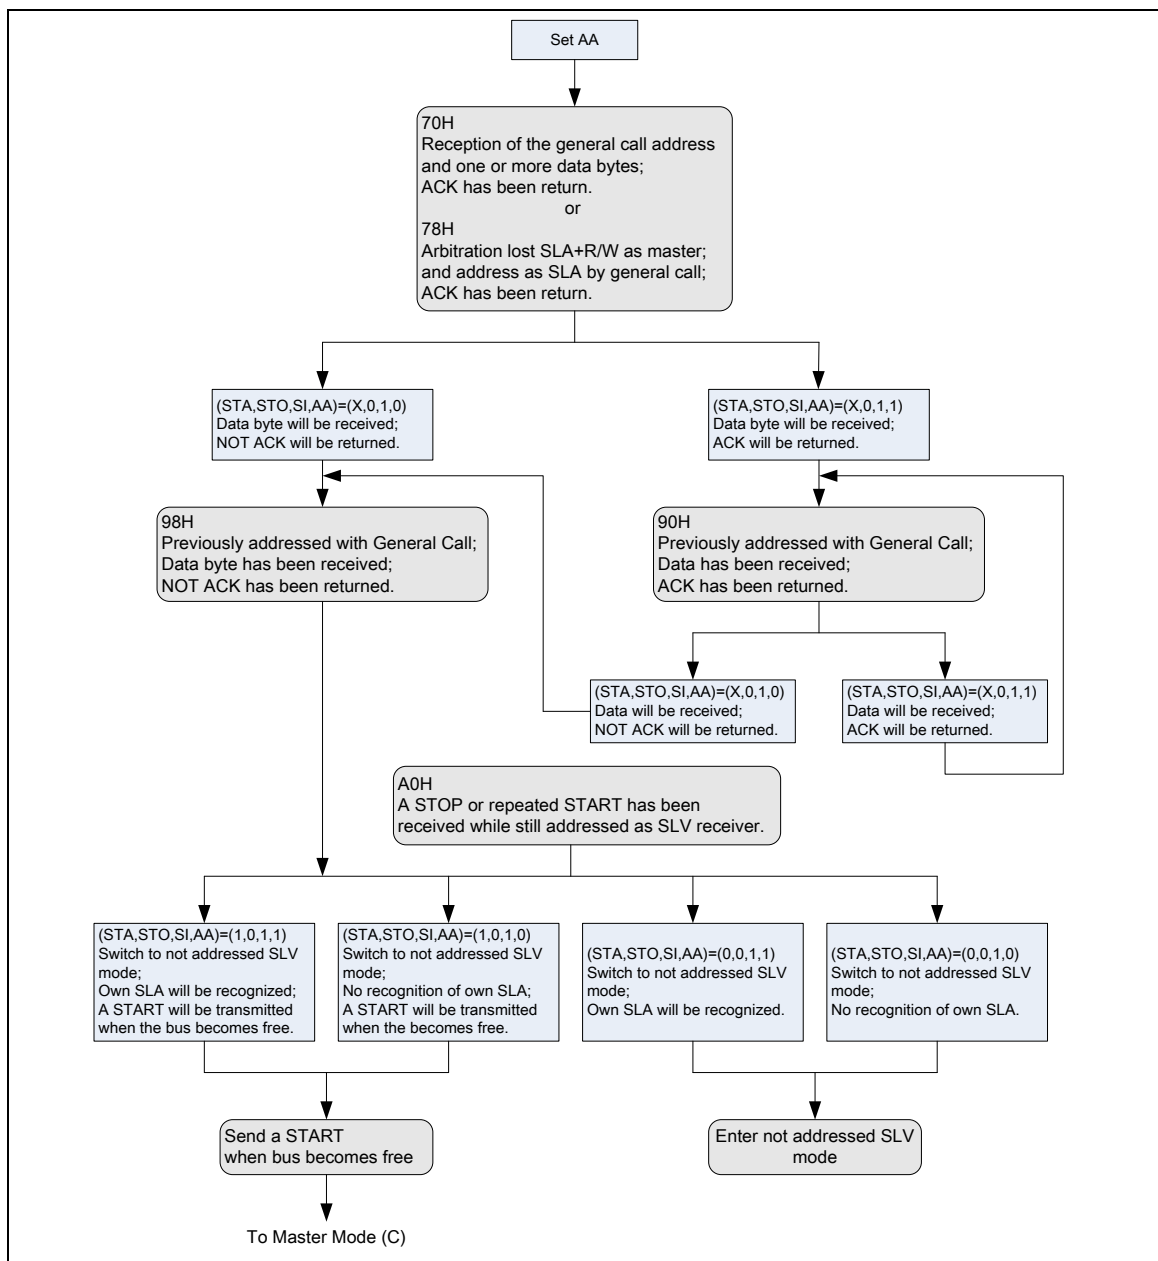 Set AA
70H
Reception of the general call address
and one or more data bytes;
ACK has been return.
or
78H
Arbitration lost SLA+R/W as master;
and address as SLA by general call;
ACK has been return.
(STA,STO,SI,AA)=(X,0,1,0)
Data byte will be received;
NOT ACK will be returned.
(STA,STO,SI,AA)=(X,0,1,1)
Data byte will be received;
ACK will be returned.
98H
Previously addressed with General Call;
Data byte has been received;
NOT ACK has been returned.
90H
Previously addressed with General Call;
Data has been received;
ACK has been returned.
(STA,STO,SI,AA)=(X,0,1,0)
Data will be received;
NOT ACK will be returned.
(STA,STO,SI,AA)=(X,0,1,1)
Data will be received;
ACK will be returned.
A0H
A STOP or repeated START has been
received while still addressed as SLV receiver.
(STA,STO,SI,AA)=(1,0,1,1)
Switch to not addressed SLV
mode;
Own SLA will be recognized;
A START will be transmitted
when the bus becomes free.
(STA,STO,SI,AA)=(1,0,1,0)
Switch to not addressed SLV
mode;
No recognition of own SLA;
A START will be transmitted
when the becomes free.
(STA,STO,SI,AA)=(0,0,1,1)
Switch to not addressed SLV
mode;
Own SLA will be recognized.
(STA,STO,SI,AA)=(0,0,1,0)
Switch to not addressed SLV
mode;
No recognition of own SLA.
Send a START
when bus becomes free
Enter not addressed SLV
mode
To Master Mode (C)